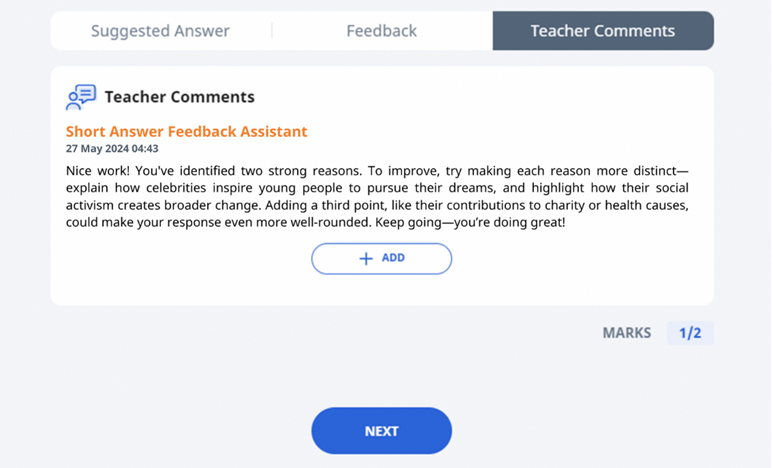 Suggested Answer
Feedback
Teacher Comments
Teacher Comments
Short Answer Feedback Assistant
27 May 2024 04:43
Nice work! You've identified two strong reasons. To improve, try making each reason more distinct—
explain how celebrities inspire young people to pursue their dreams, and highlight how their social
activism creates broader change. Adding a third point, like their contributions to charity or health causes,
could make your response even more well-rounded. Keep going—you’re doing great!
+ ADD
MARKS 1/2
NEXT